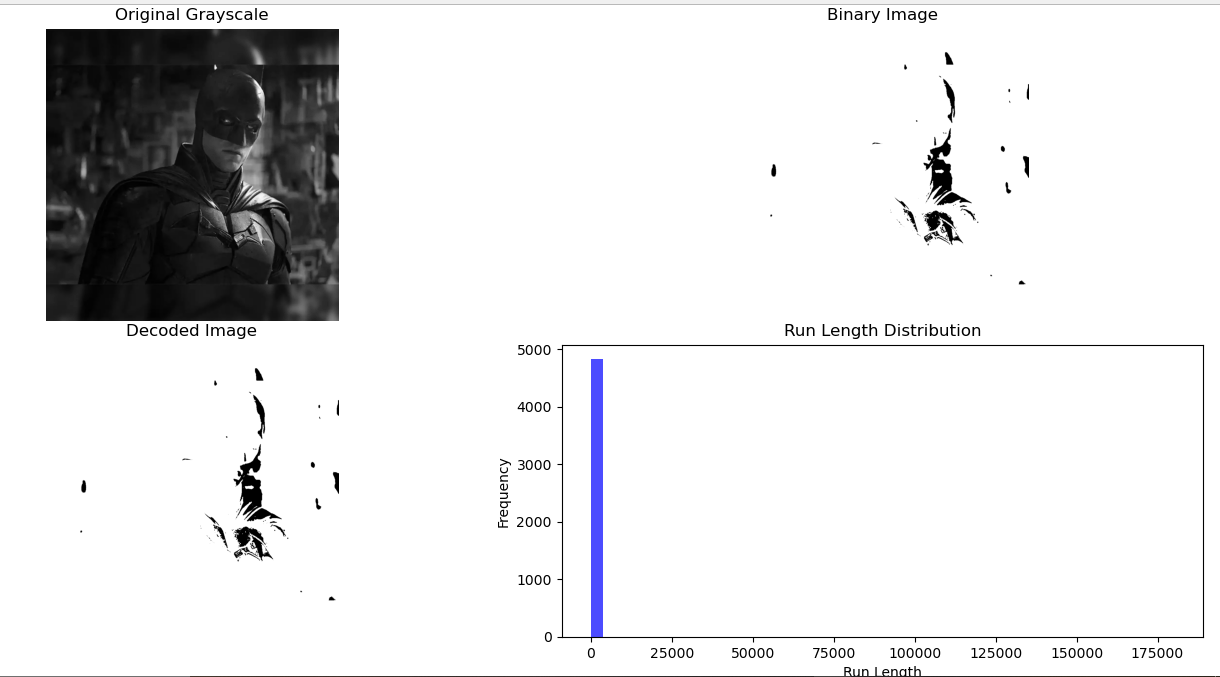 Original Grayscale
Binary Image
Decoded Image
Run Length Distribution
5000
4000
3000
2000
1000
0
Frequency
0 25000 50000 75000 100000 125000 150000 175000
Run Length